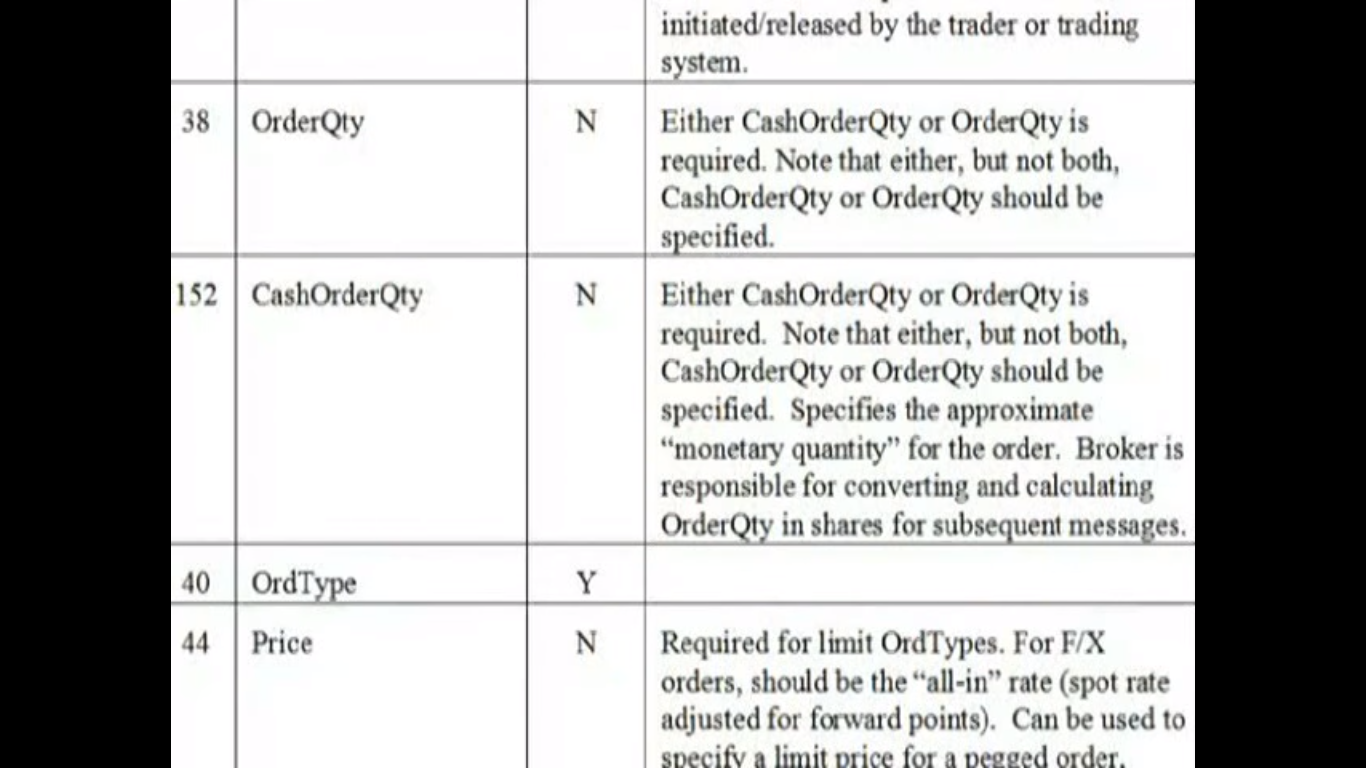 initiated/released by the trader or trading
system.
38 OrderQty N Either CashOrderQty or OrderQty is
required. Note that either, but not both,
CashOrderQty or OrderQty should be
specified.
152 CashOrderQty N Either CashOrderQty or OrderQty is
required. Note that either, but not both,
CashOrderQty or OrderQty should be
specified. Specifies the approximate
“monetary quantity” for the order. Broker is
responsible for converting and calculating
OrderQty in shares for subsequent messages.
40 OrdType Y
44 Price N Required for limit OrdTypes. For F/X
orders, should be the “all-in” rate (spot rate
adjusted for forward points). Can be used to
specify a limit price for a pegged order,